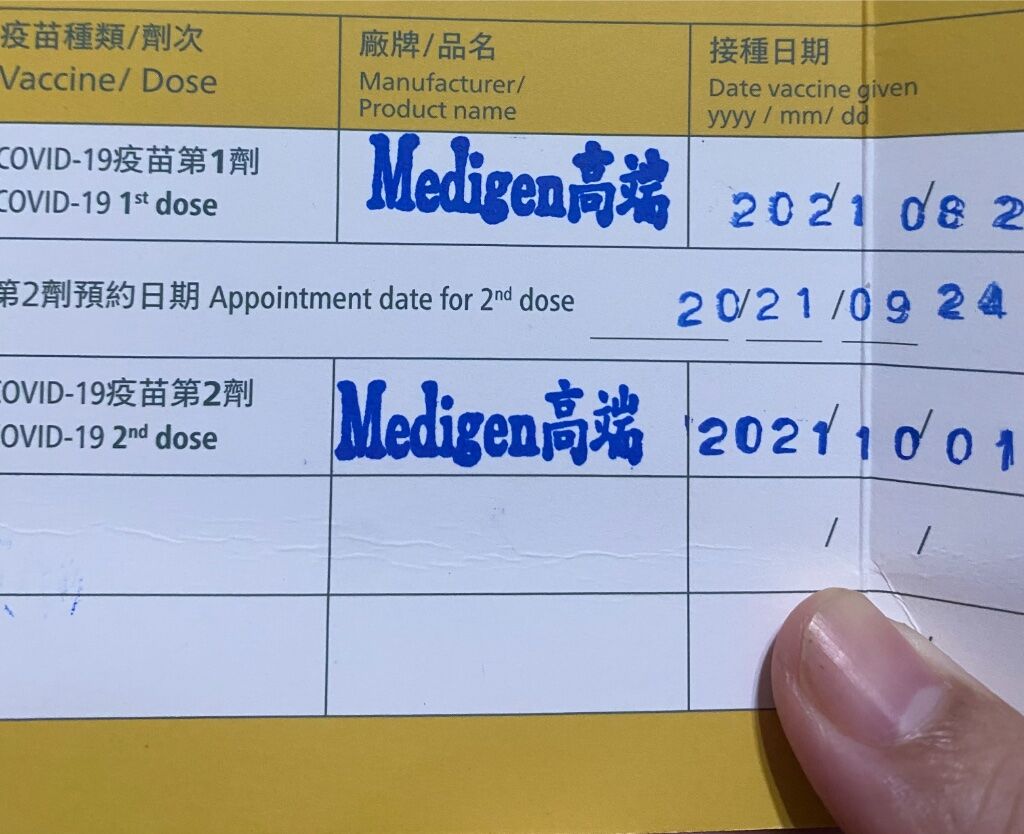 疫苗種類/劑次
Vaccine/ Dose
廠牌/品名
Manufacturer/
Product name
接種日期
Date vaccine given
yyyy / mm/ dd
COVID-19疫苗第1劑
COVID-19 1st dose
Medigen高端
2021/08/2
第2劑預約日期 Appointment date for 2nd dose 20/21/09 24
COVID-19疫苗第2劑
COVID-19 2nd dose
Medigen高端
2021/10/01
/ /